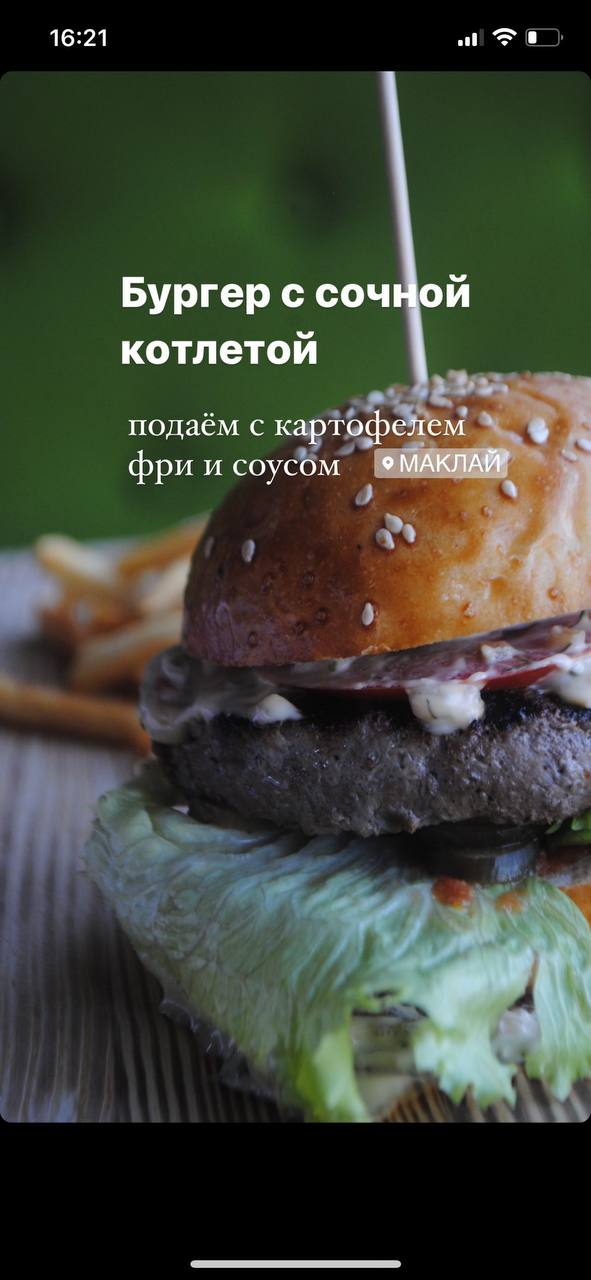 16:21
Бургер с сочной
котлетой
подаём с картофелем
фри и соусом
МАКЛАЙ